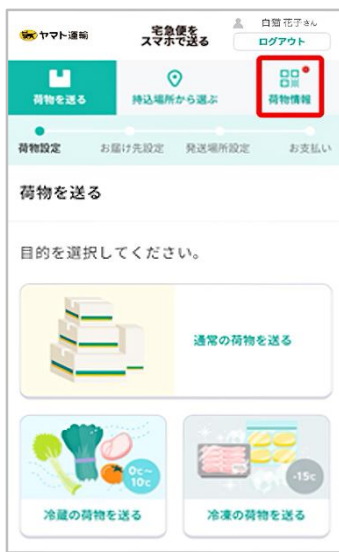 ヤマト運輸
宅急便を
スマホで送る
白猫 花子さん
ログアウト
荷物を送る
持込場所から選ぶ
荷物情報
荷物設定
お届け先設定
発送場所設定
お支払い
荷物を送る
目的を選択してください。
通常の荷物を送る
0℃～
10℃
冷蔵の荷物を送る
-15℃
冷凍の荷物を送る